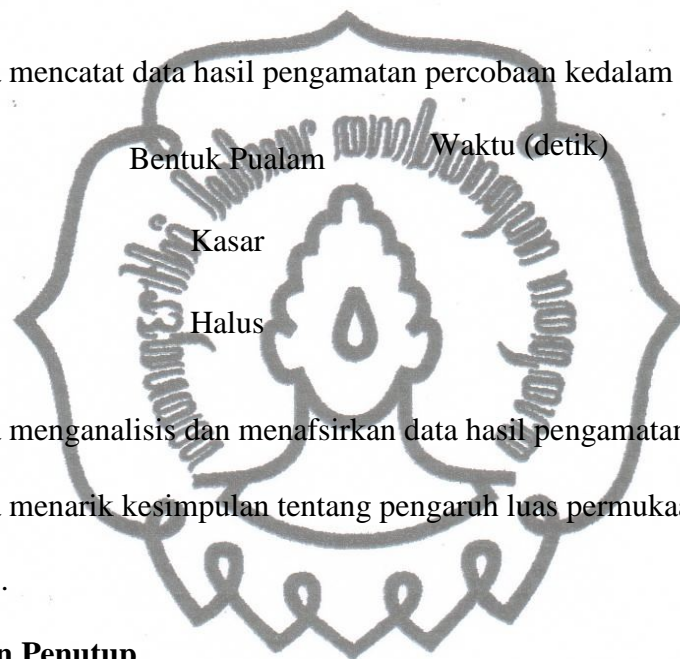 mencatat data hasil pengamatan percobaan kedalam
Bentuk Pualam Waktu (detik)
Kasar
Halus
menganalisis dan menafsirkan data hasil pengamatan
menarik kesimpulan tentang pengaruh luas
.
Penutup